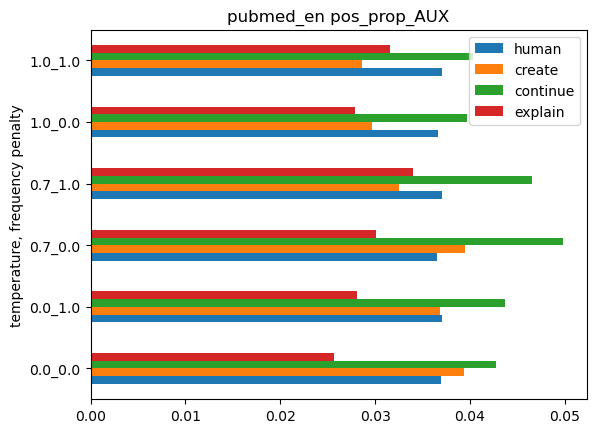 pubmed_en pos_prop_AUX
human
create
continue
explain
temperature, frequency penalty
1.0_1.0
1.0_0.0
0.7_1.0
0.7_0.0
0.0_1.0
0.0_0.0
0.00 0.01 0.02 0.03 0.04 0.05